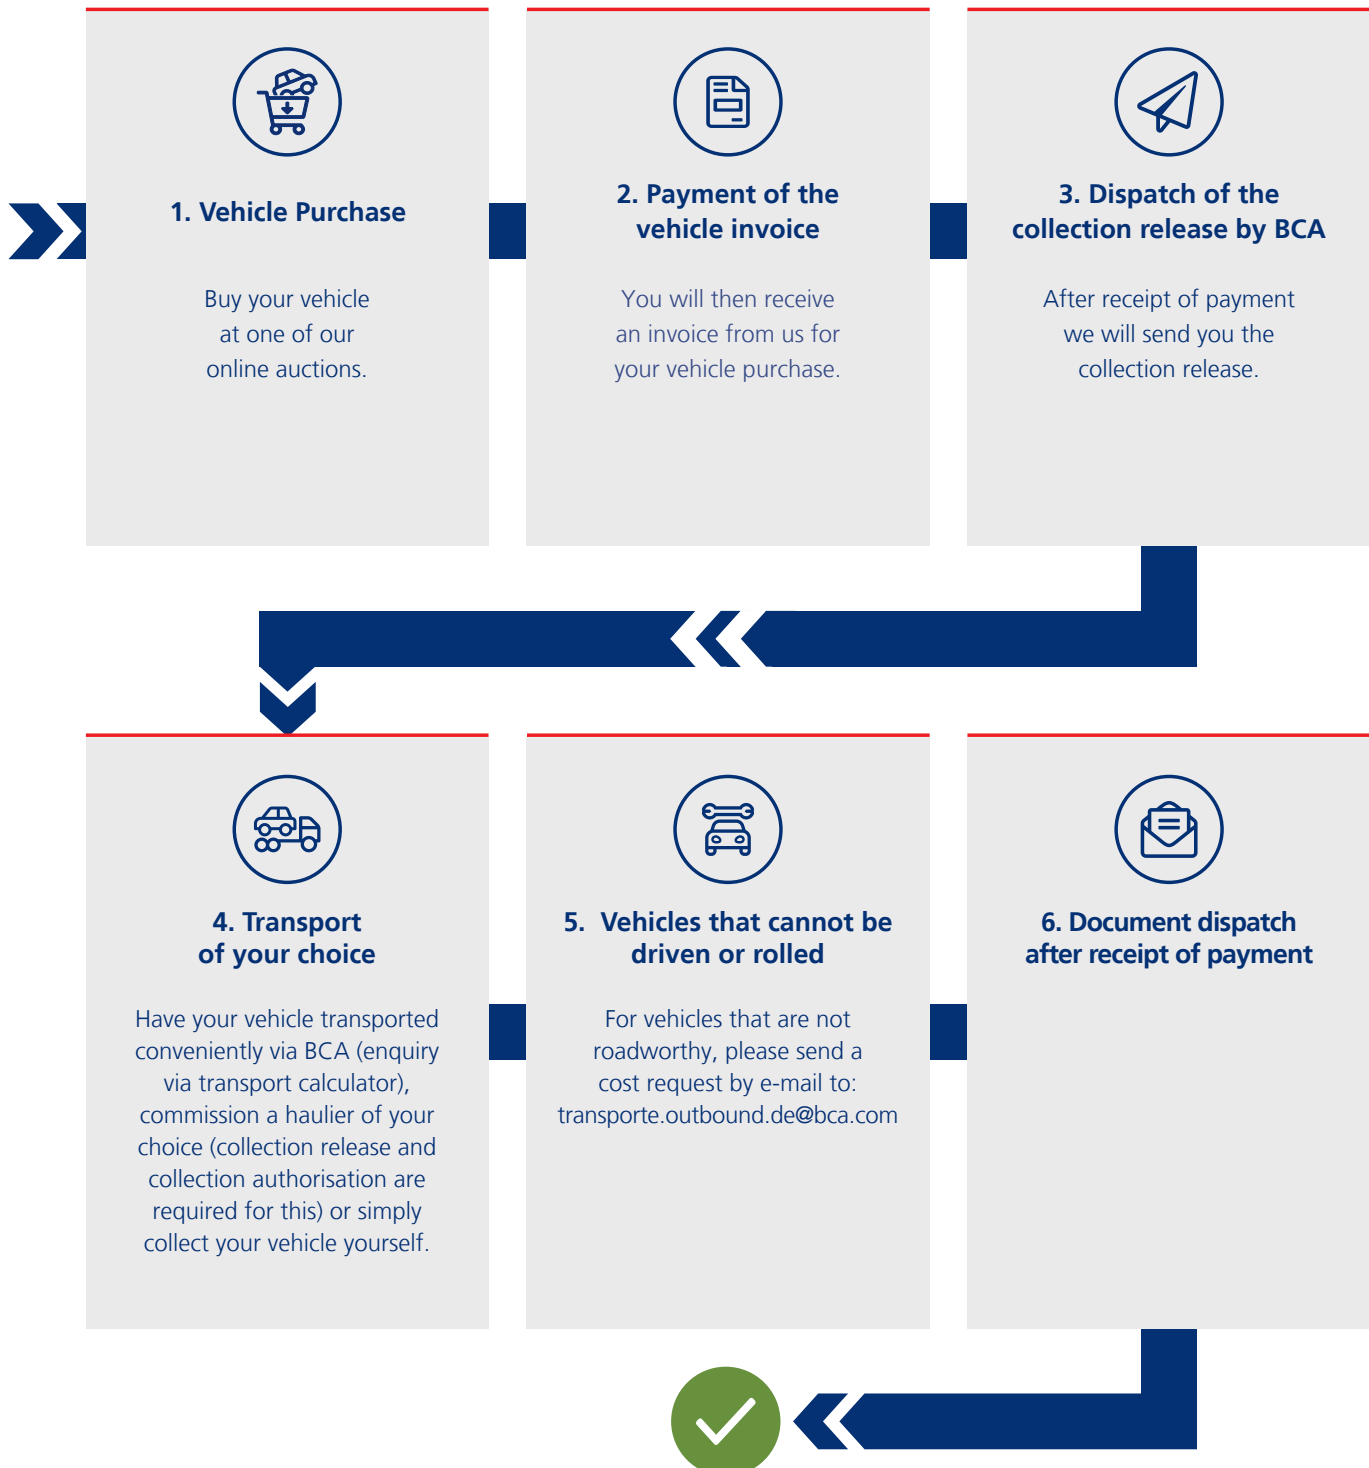 1. Vehicle Purchase
Buy your vehicle
at one of our
online auctions.
2. Payment of the
vehicle invoice
You will then receive
an invoice from us for
your vehicle purchase.
3. Dispatch of the
collection release by BCA
After receipt of payment
we will send you the
collection release.
4. Transport
of your choice
Have your vehicle transported
conveniently via BCA (enquiry
via transport calculator),
commission a haulier of your
choice (collection release and
collection authorisation are
required for this) or simply
collect your vehicle yourself.
5. Vehicles that cannot be
driven or rolled
For vehicles that are not
roadworthy, please send a
cost request by e-mail to:
transporte.outbound.de@bca.com
6. Document dispatch
after receipt of payment